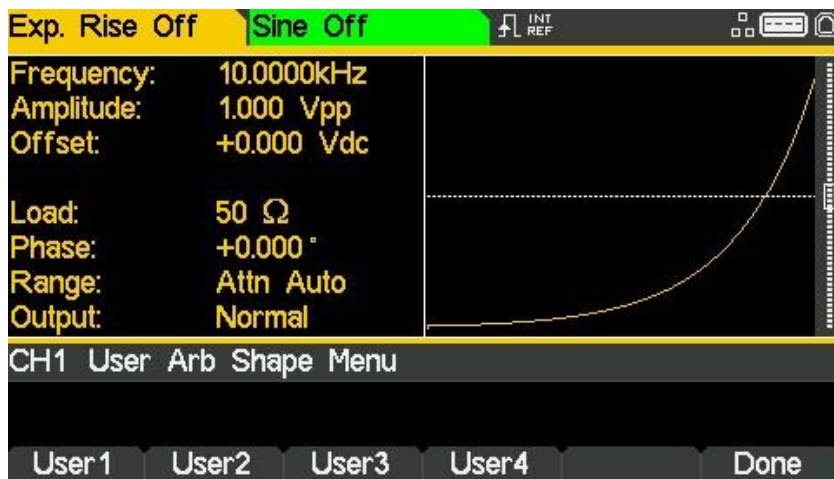 Exp. Rise Off Sine Off INT REF
Frequency: 10.0000kHz
Amplitude: 1.000 Vpp
Offset: +0.000 Vdc
Load: 50 Ω
Phase: +0.000 °
Range: Attn Auto
Output: Normal
CH1 User Arb Shape Menu
User1 User2 User3 User4 Done